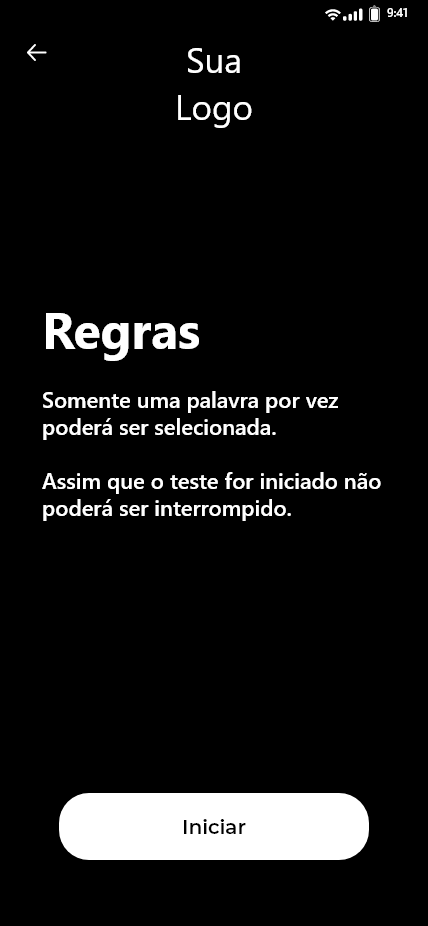 9:41
Sua
Logo
Regras
Somente uma palavra por vez
poderá ser selecionada.
Assim que o teste for iniciado não
poderá ser interrompido.
Iniciar